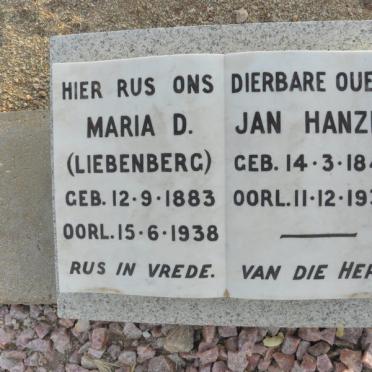 HIER RUS ONS DIERBARE OUE
MARIA D.
(LIEBENBERG)
GEB. 12·9·1883
OORL. 15·6·1938
RUS IN VREDE.
JAN HANZ
GEB. 14·3·18
OORL. 11·12·19
VAN DIE HE